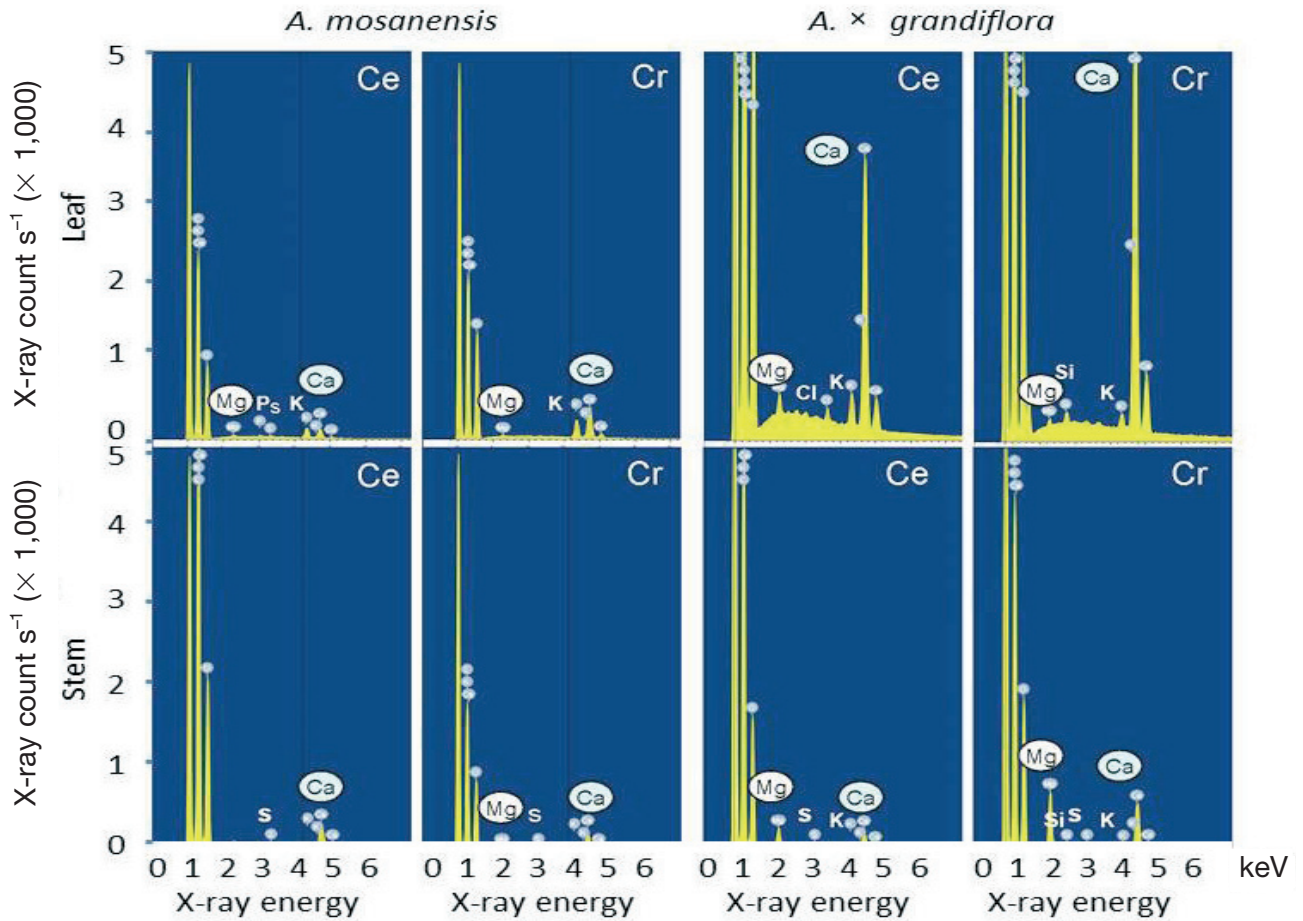 A. mosanensis A. × grandiflora
X-ray count s⁻¹ (× 1,000)
Leaf
5
4
3
2
1
0
Ce
Mg
P
S
K
Ca
Cr
Mg
K
Ca
Ce
Ca
Mg
Cl
K
Cr
Ca
Mg
Si
K
X-ray count s⁻¹ (× 1,000)
Stem
5
4
3
2
1
0
Ce
S
Ca
Cr
Mg
S
Ca
Ce
Mg
S
K
Ca
Cr
Mg
Si
S
K
Ca
0 1 2 3 4 5 6 0 1 2 3 4 5 6 0 1 2 3 4 5 6 0 1 2 3 4 5 6 keV
X-ray energy X-ray energy X-ray energy X-ray energy